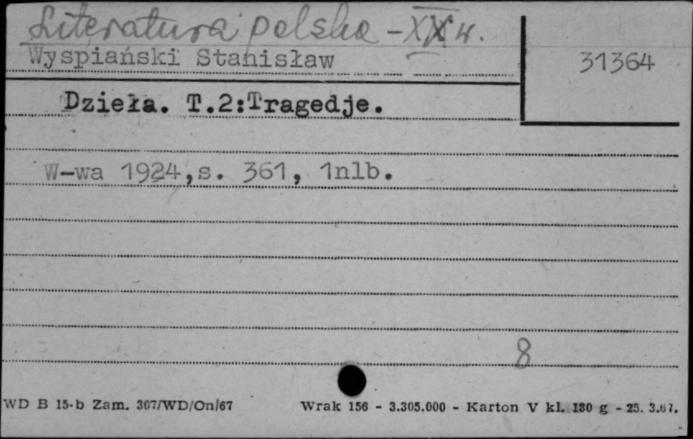 Literatura polska - XX w.
Wyspiański Stanisław
31364
Dzieła. T.2:Tragedje.
W-wa 1924,s. 361, 1nlb.
8
WD B 15-b Zam. 307/WD/On/67 Wrak 156 - 3.305.000 - Karton V kl. 180 g - 25. 3.67.